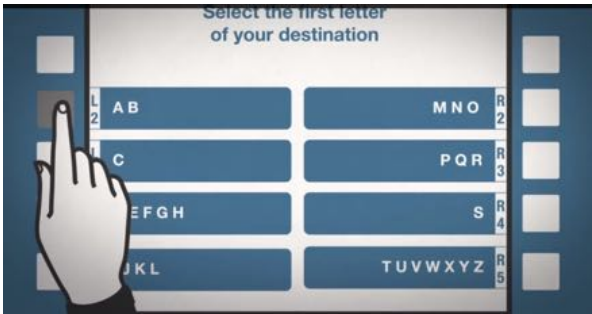 Select the first letter
of your destination
L2 AB MNO R2
L C PQR R3
EFGH S R4
JKL TUVWXYZ R5